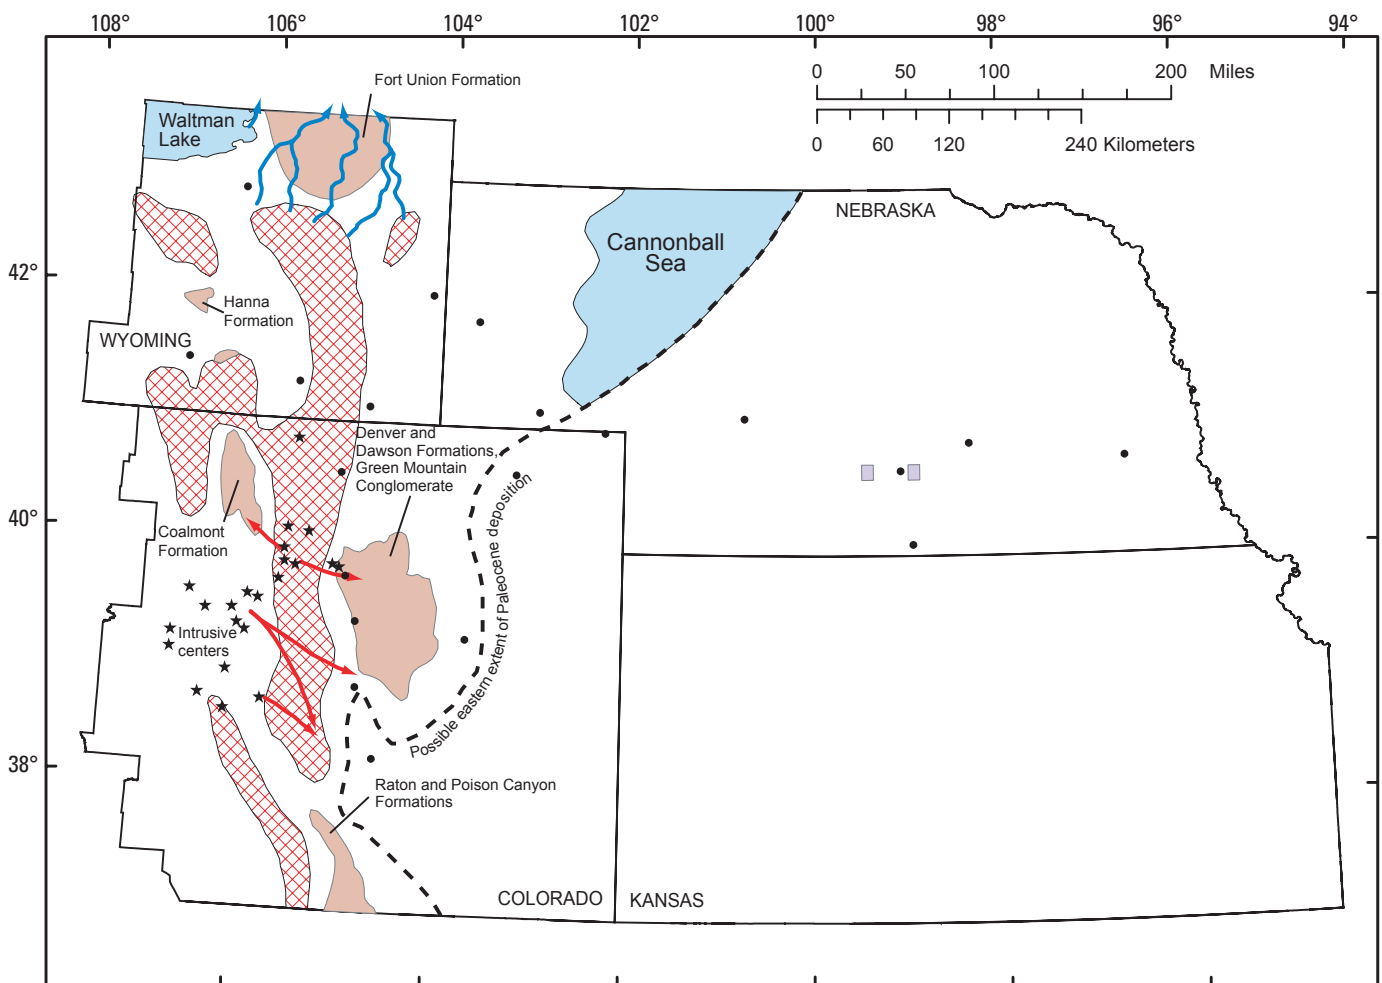 108° 106° 104° 102° 100° 98° 96° 94°
0 50 100 200 Miles
0 60 120 240 Kilometers
Fort Union Formation
Waltman
Lake
NEBRASKA
Cannonball
Sea
42°
Hanna
Formation
WYOMING
Denver and
Dawson Formations,
Green Mountain
Conglomerate
40°
Coalmont
Formation
Possible eastern extent of Paleocene deposition
Intrusive
centers
38°
Raton and Poison Canyon
Formations
COLORADO
KANSAS